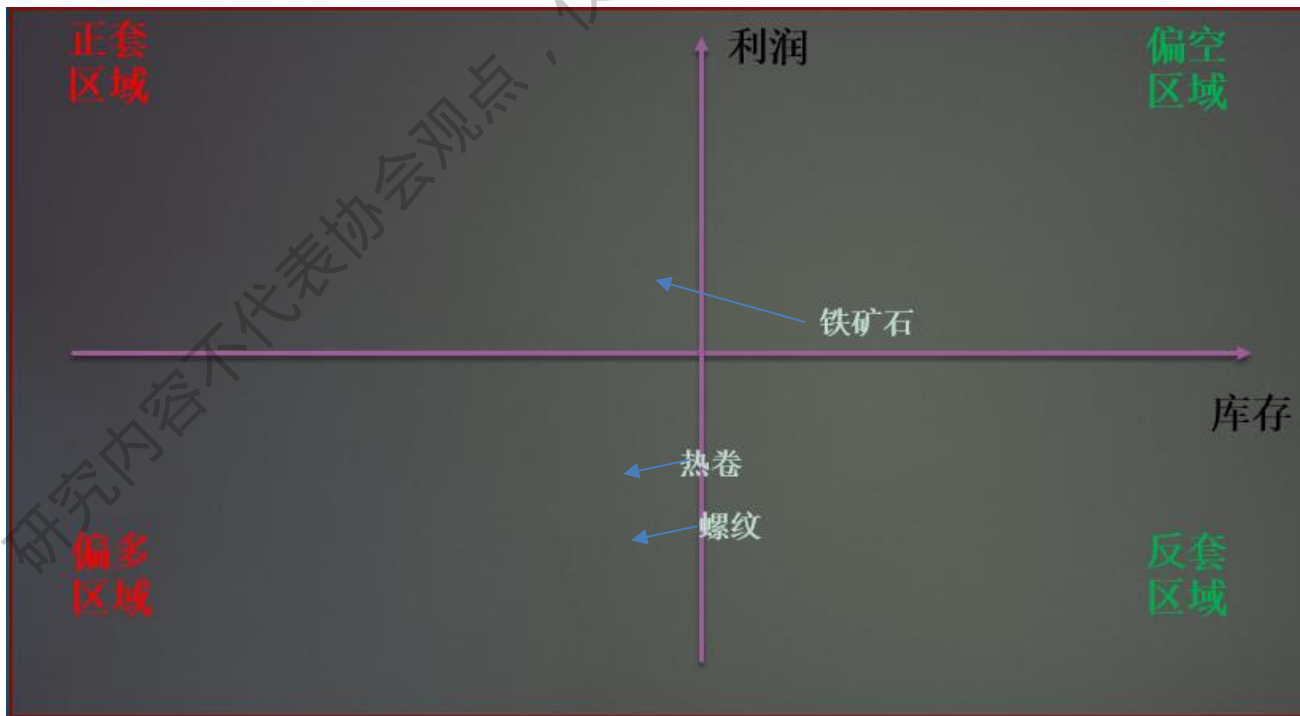 正套
区域
利润
偏空
区域
铁矿石
库存
热卷
螺纹
偏多
区域
反套
区域
研究内容不代表协会观点，仅